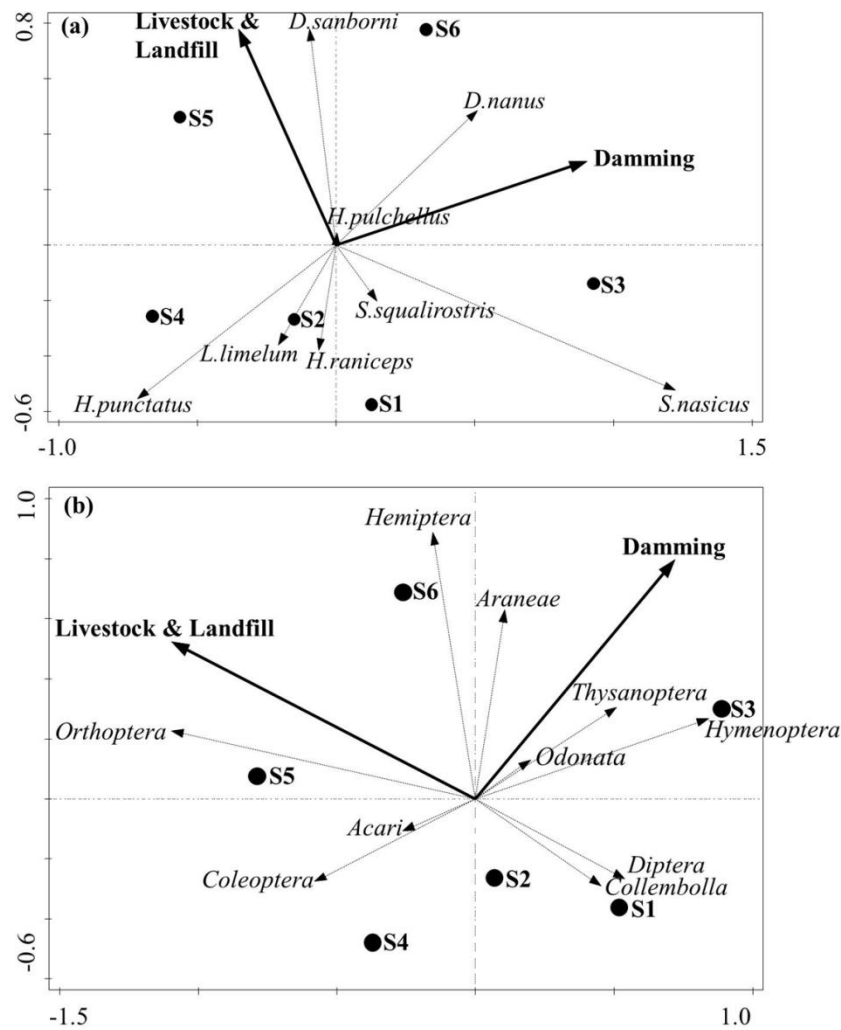 0.8
(a)
Livestock &
Landfill
D.sanborni
S6
S5
D.nanus
Damming
H.pulchellus
S3
S4
S2
S.squalirostris
L.limelum
H.raniceps
H.punctatus
S1
S.nasicus
-0.6
-1.0
1.5
1.0
(b)
Hemiptera
Damming
S6
Araneae
Livestock & Landfill
Thysanoptera
S3
Orthoptera
Hymenoptera
S5
Odonata
Acari
Coleoptera
S2
Diptera
Collembolla
S1
S4
-0.6
-1.5
1.0